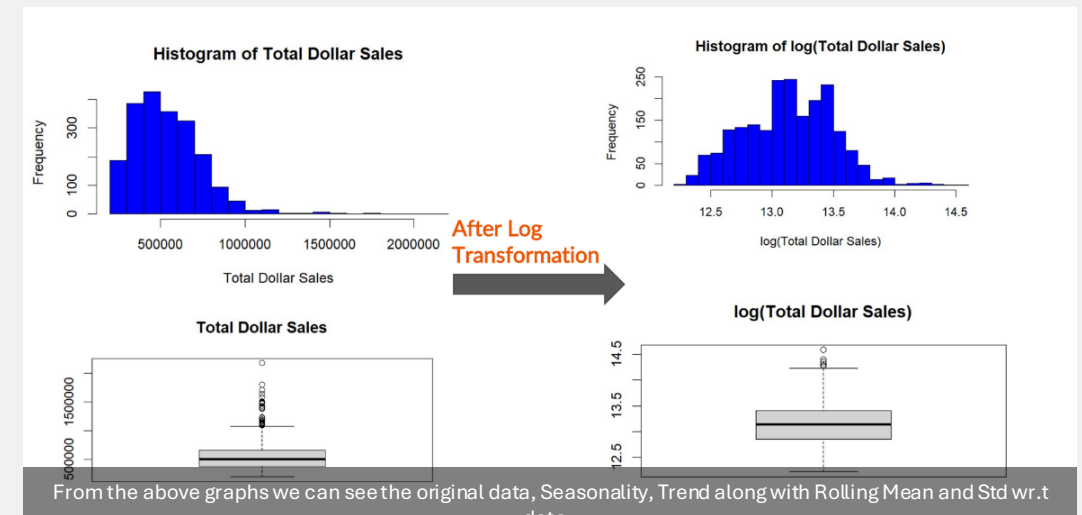 Histogram of Total Dollar Sales
Frequency
300
100
0
500000 1000000 1500000 2000000
Total Dollar Sales
Histogram of log(Total Dollar Sales)
Frequency
250
150
50
0
12.5 13.0 13.5 14.0 14.5
log(Total Dollar Sales)
After Log
Transformation
Total Dollar Sales
1500000
500000
log(Total Dollar Sales)
14.5
13.5
12.5
From the above graphs we can see the original data, Seasonality, Trend along with Rolling Mean and Std wr.t